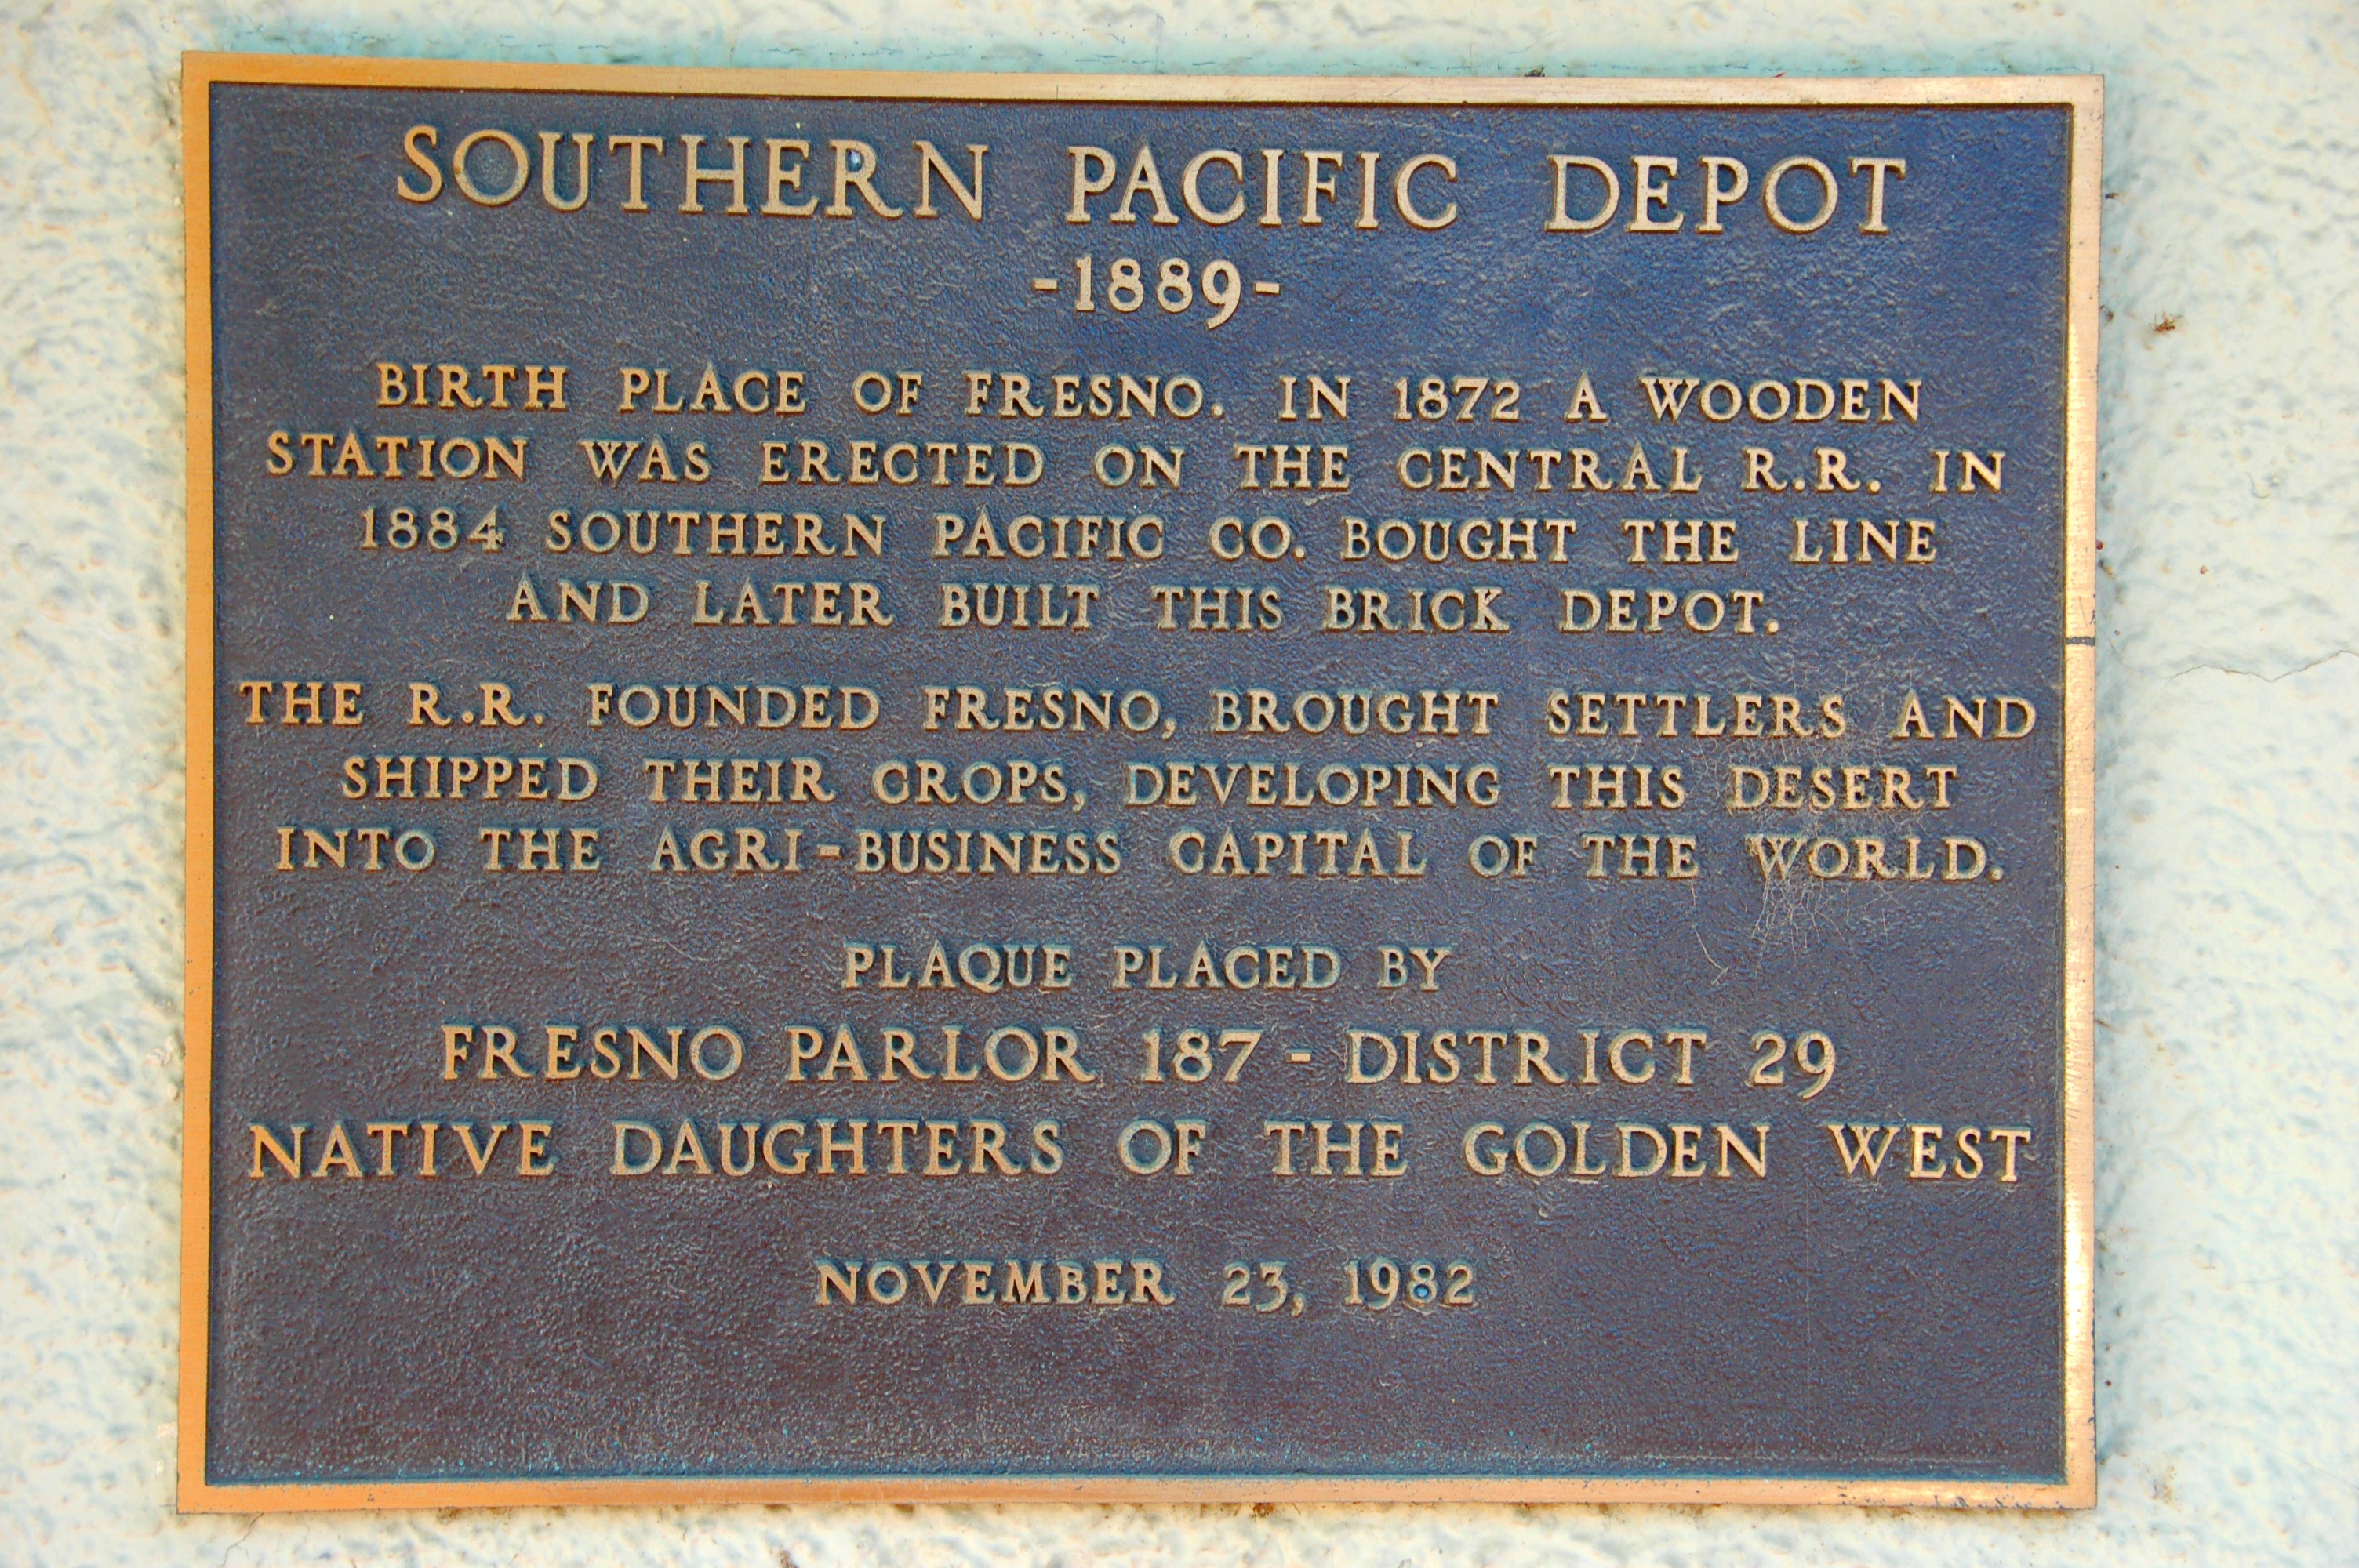 SOUTHERN PACIFIC DEPOT
-1889-
BIRTH PLACE OF FRESNO. IN 1872 A WOODEN
STATION WAS ERECTED ON THE CENTRAL R.R. IN
1884 SOUTHERN PACIFIC CO. BOUGHT THE LINE
AND LATER BUILT THIS BRICK DEPOT.
THE R.R. FOUNDED FRESNO, BROUGHT SETTLERS AND
SHIPPED THEIR CROPS, DEVELOPING THIS DESERT
INTO THE AGRI-BUSINESS CAPITAL OF THE WORLD.
PLAQUE PLACED BY
FRESNO PARLOR 187 - DISTRICT 29
NATIVE DAUGHTERS OF THE GOLDEN WEST
NOVEMBER 23, 1982